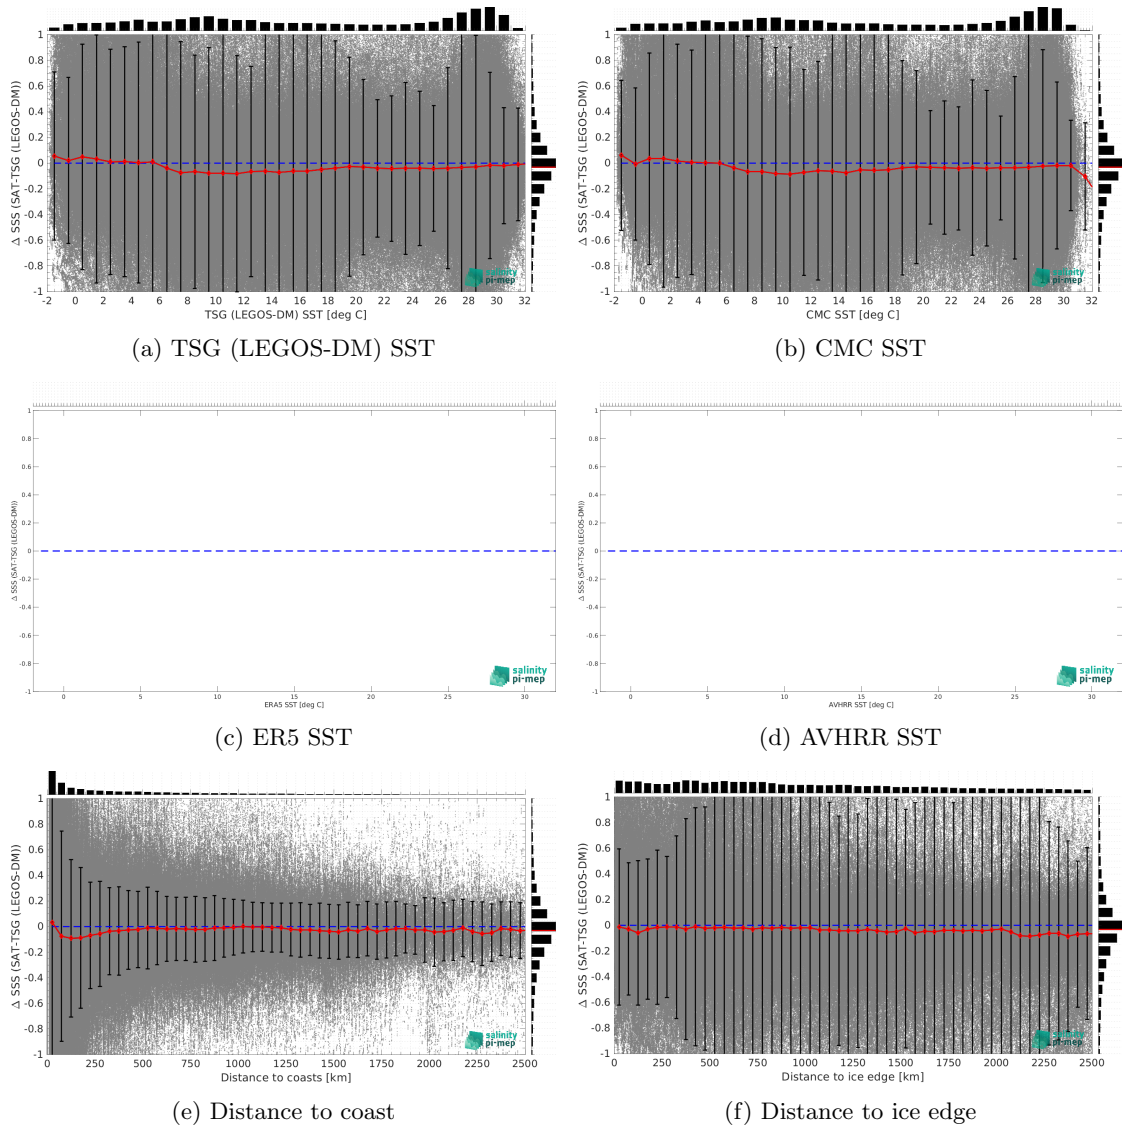 1
0.8
0.6
0.4
0.2
0
-0.2
-0.4
-0.6
-0.8
-1
Δ SSS (SAT-TSG (LEGOS-DM))
-2 0 2 4 6 8 10 12 14 16 18 20 22 24 26 28 30 32
TSG (LEGOS-DM) SST [deg C]
salinity
pi-mep
(a) TSG (LEGOS-DM) SST
1
0.8
0.6
0.4
0.2
0
-0.2
-0.4
-0.6
-0.8
-1
Δ SSS (SAT-TSG (LEGOS-DM))
-2 0 2 4 6 8 10 12 14 16 18 20 22 24 26 28 30 32
CMC SST [deg C]
salinity
pi-mep
(b) CMC SST
1
0.8
0.6
0.4
0.2
0
-0.2
-0.4
-0.6
-0.8
-1
Δ SSS (SAT-TSG (LEGOS-DM))
0 5 10 15 20 25 30
ERA5 SST [deg C]
salinity
pi-mep
(c) ER5 SST
1
0.8
0.6
0.4
0.2
0
-0.2
-0.4
-0.6
-0.8
-1
Δ SSS (SAT-TSG (LEGOS-DM))
0 5 10 15 20 25 30
AVHRR SST [deg C]
salinity
pi-mep
(d) AVHRR SST
1
0.8
0.6
0.4
0.2
0
-0.2
-0.4
-0.6
-0.8
-1
Δ SSS (SAT-TSG (LEGOS-DM))
0 250 500 750 1000 1250 1500 1750 2000 2250 2500
Distance to coasts [km]
salinity
pi-mep
(e) Distance to coast
1
0.8
0.6
0.4
0.2
0
-0.2
-0.4
-0.6
-0.8
-1
Δ SSS (SAT-TSG (LEGOS-DM))
0 250 500 750 1000 1250 1500 1750 2000 2250 2500
Distance to ice edge [km]
salinity
pi-mep
(f) Distance to ice edge